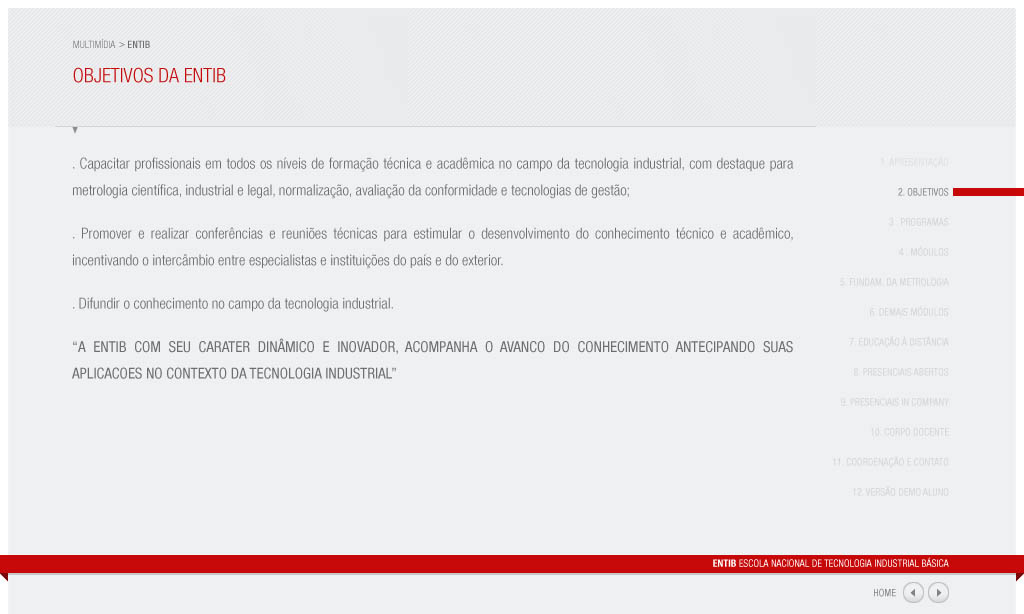 MULTIMÍDIA > ENTIB
OBJETIVOS DA ENTIB
. Capacitar profissionais em todos os níveis de formação técnica e acadêmica no campo da tecnologia industrial, com destaque para
metrologia científica, industrial e legal, normalização, avaliação da conformidade e tecnologias de gestão;
. Promover e realizar conferências e reuniões técnicas para estimular o desenvolvimento do conhecimento técnico e acadêmico,
incentivando o intercâmbio entre especialistas e instituições do país e do exterior.
. Difundir o conhecimento no campo da tecnologia industrial.
“A ENTIB COM SEU CARATER DINÂMICO E INOVADOR, ACOMPANHA O AVANCO DO CONHECIMENTO ANTECIPANDO SUAS
APLICACOES NO CONTEXTO DA TECNOLOGIA INDUSTRIAL”
1. APRESENTAÇÃO
2. OBJETIVOS
3 . PROGRAMAS
4 . MÓDULOS
5. FUNDAM. DA METROLOGIA
6. DEMAIS MÓDULOS
7. EDUCAÇÃO À DISTÂNCIA
8. PRESENCIAIS ABERTOS
9. PRESENCIAIS IN COMPANY
10. CORPO DOCENTE
11. COORDENAÇÃO E CONTATO
12. VERSÃO DEMO ALUNO
ENTIB ESCOLA NACIONAL DE TECNOLOGIA INDUSTRIAL BÁSICA
HOME